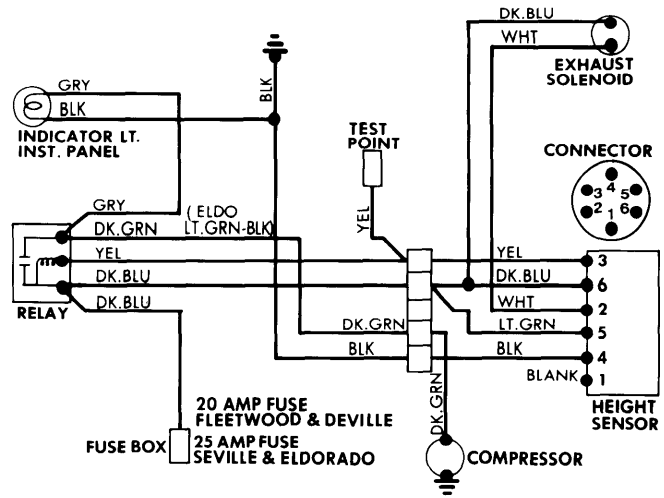 DK.BLU
WHT
EXHAUST
SOLENOID
BLK
GRY
BLK
INDICATOR LT.
INST. PANEL
TEST
POINT
CONNECTOR
3 4 5
2 1 6
YEL
GRY
(ELDO
LT.GRN-BLK)
DK.GRN
YEL
DK.BLU
DK.BLU
RELAY
YEL 3
DK.BLU 6
WHT 2
LT.GRN 5
BLK 4
BLANK 1
DK.GRN
BLK
DK.GRN
HEIGHT
SENSOR
20 AMP FUSE
FLEETWOOD & DEVILLE
FUSE BOX
25 AMP FUSE
SEVILLE & ELDORADO
COMPRESSOR